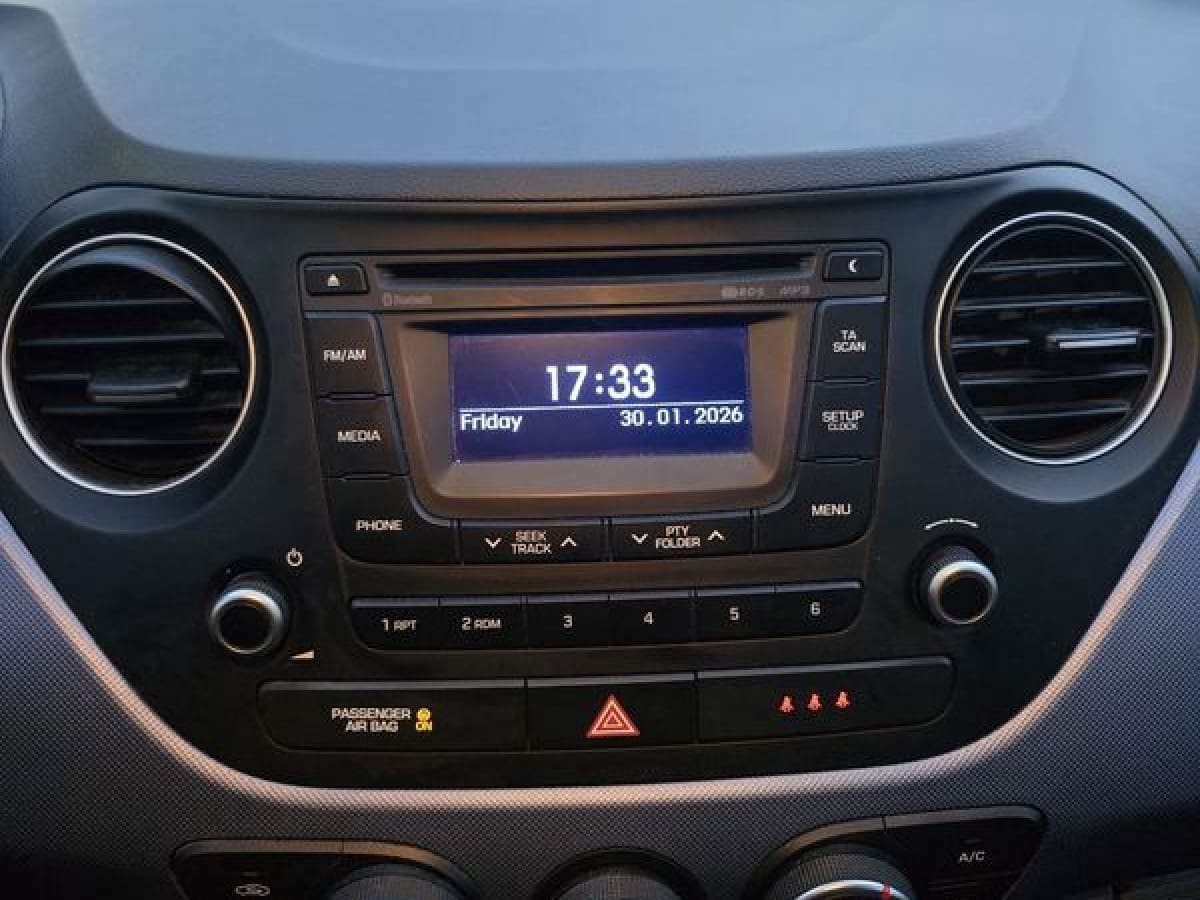 Bluetooth
RDS MP3
FM/AM
TA
SCAN
17:33
Friday 30.01.2026
MEDIA
SETUP
CLOCK
PHONE
SEEK
TRACK
PTY
FOLDER
MENU
1 RPT 2 RDM 3 4 5 6
PASSENGER
AIR BAG ON
A/C